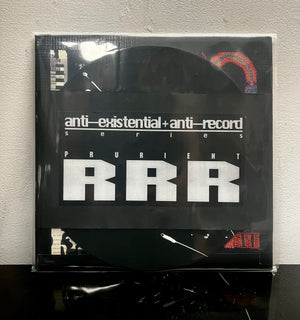 anti–existential+anti–record
series
PRURIENT
RRR